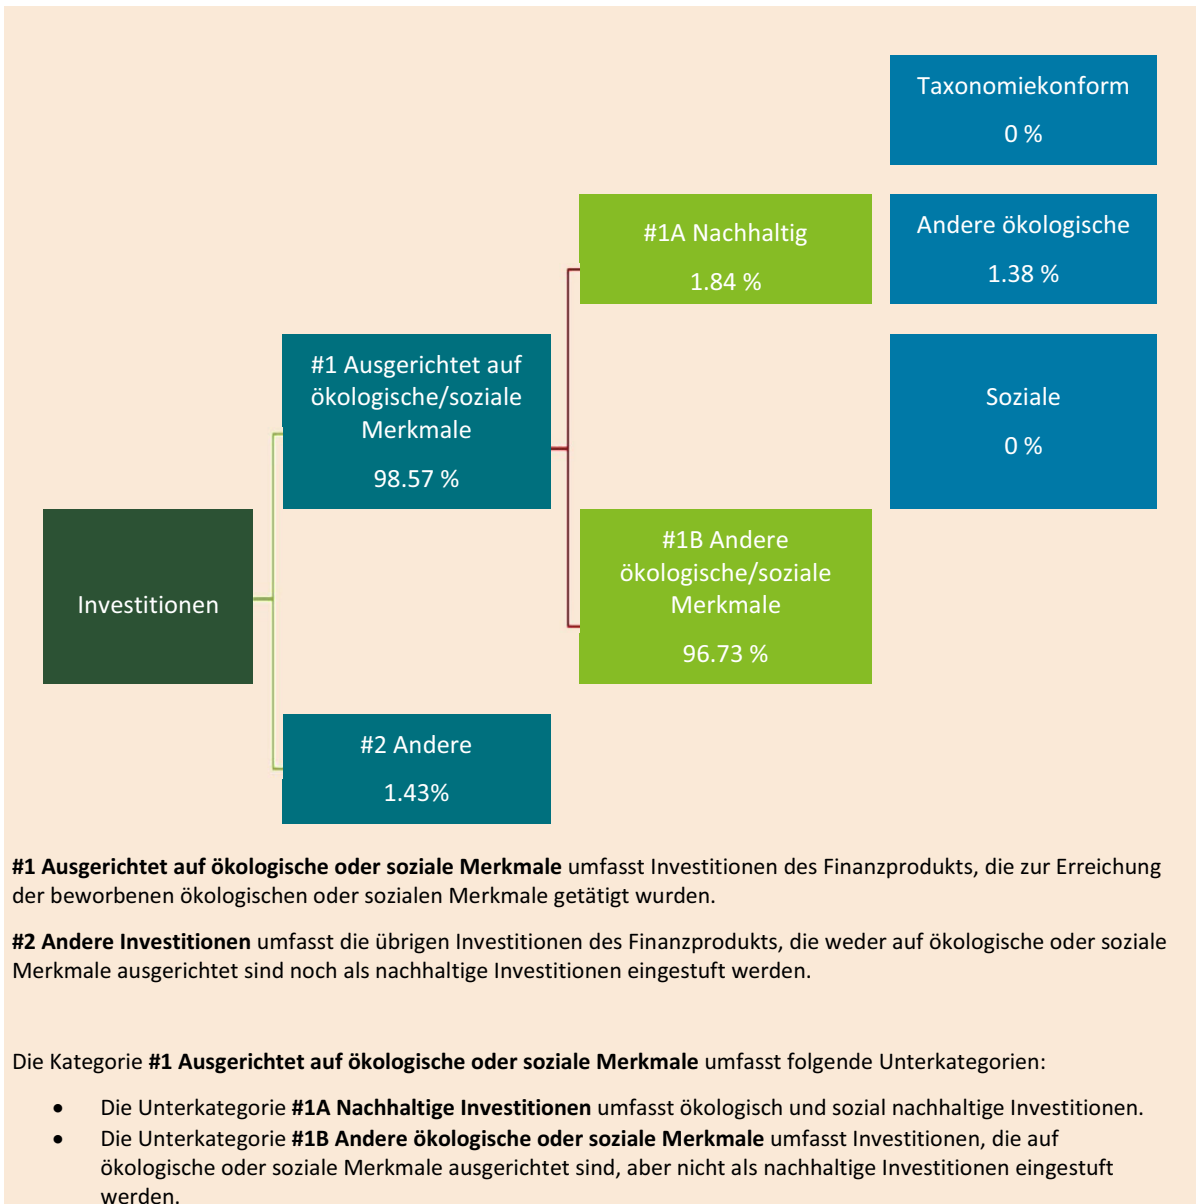 Taxonomiekonform
0 %
#1A Nachhaltig
1.84 %
Andere ökologische
1.38 %
#1 Ausgerichtet auf
ökologische/soziale
Merkmale
98.57 %
Soziale
0 %
Investitionen
#1B Andere
ökologische/soziale
Merkmale
96.73 %
#2 Andere
1.43%
#1 Ausgerichtet auf ökologische oder soziale Merkmale umfasst Investitionen des Finanzprodukts, die zur Erreichung
der beworbenen ökologischen oder sozialen Merkmale getätigt wurden.
#2 Andere Investitionen umfasst die übrigen Investitionen des Finanzprodukts, die weder auf ökologische oder soziale
Merkmale ausgerichtet sind noch als nachhaltige Investitionen eingestuft werden.
Die Kategorie #1 Ausgerichtet auf ökologische oder soziale Merkmale umfasst folgende Unterkategorien:
• Die Unterkategorie #1A Nachhaltige Investitionen umfasst ökologisch und sozial nachhaltige Investitionen.
• Die Unterkategorie #1B Andere ökologische oder soziale Merkmale umfasst Investitionen, die auf
ökologische oder soziale Merkmale ausgerichtet sind, aber nicht als nachhaltige Investitionen eingestuft
werden.